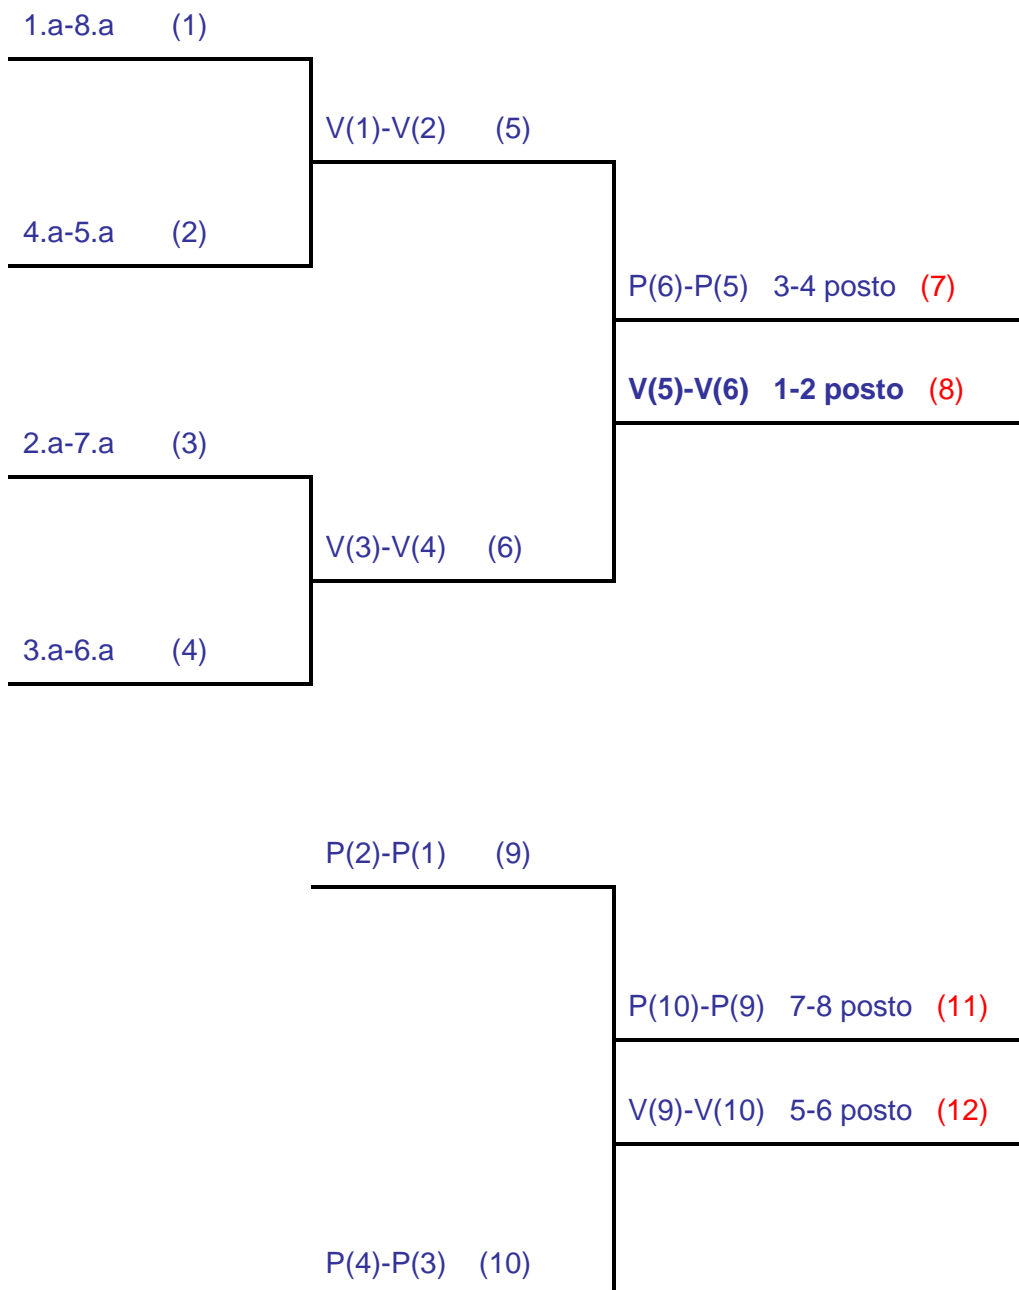 1.a-8.a (1)
V(1)-V(2) (5)
4.a-5.a (2)
P(6)-P(5) 3-4 posto (7)
V(5)-V(6) 1-2 posto (8)
2.a-7.a (3)
V(3)-V(4) (6)
3.a-6.a (4)
P(2)-P(1) (9)
P(10)-P(9) 7-8 posto (11)
V(9)-V(10) 5-6 posto (12)
P(4)-P(3) (10)